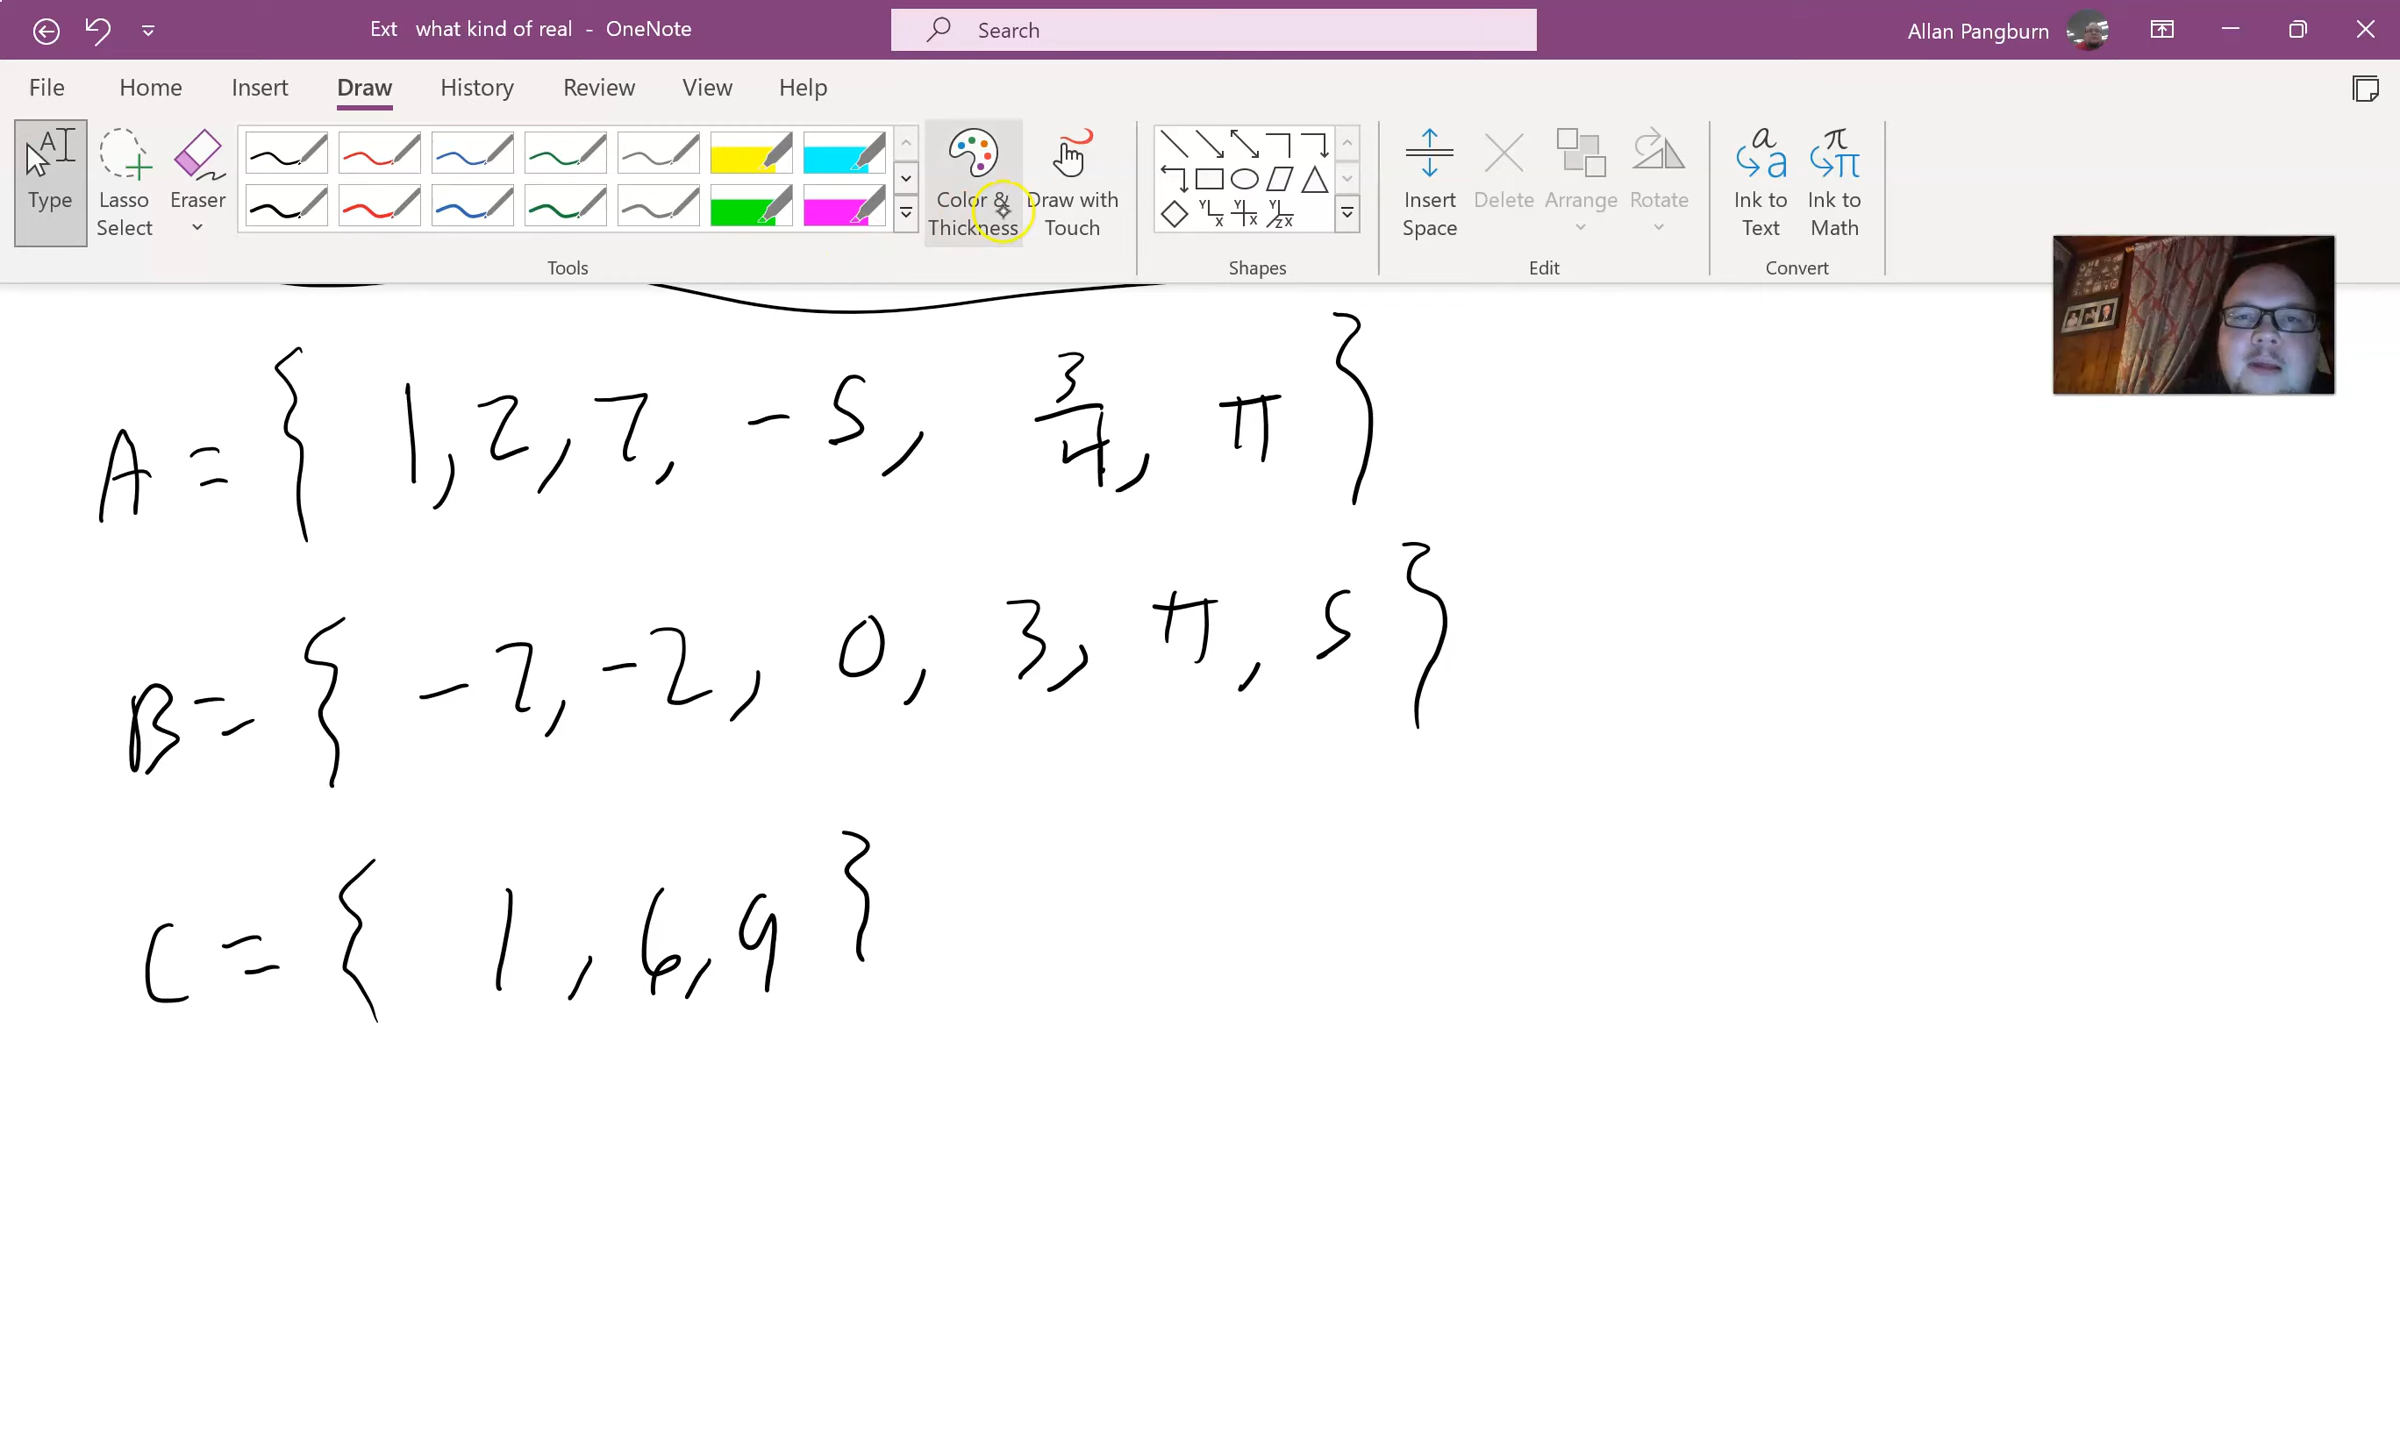 Ext what kind of real - OneNote
Search
Allan Pangburn
File Home Insert Draw History Review View Help
Type
Lasso Select
Eraser
Color & Thickness
Draw with Touch
Insert Space
Delete
Arrange
Rotate
Ink to Text
Ink to Math
Tools
Shapes
Edit
Convert
A = { 1, 2, 7, -5, 3/4, π }
B = { -7, -2, 0, 3, π, 5 }
C = { 1, 6, 9 }